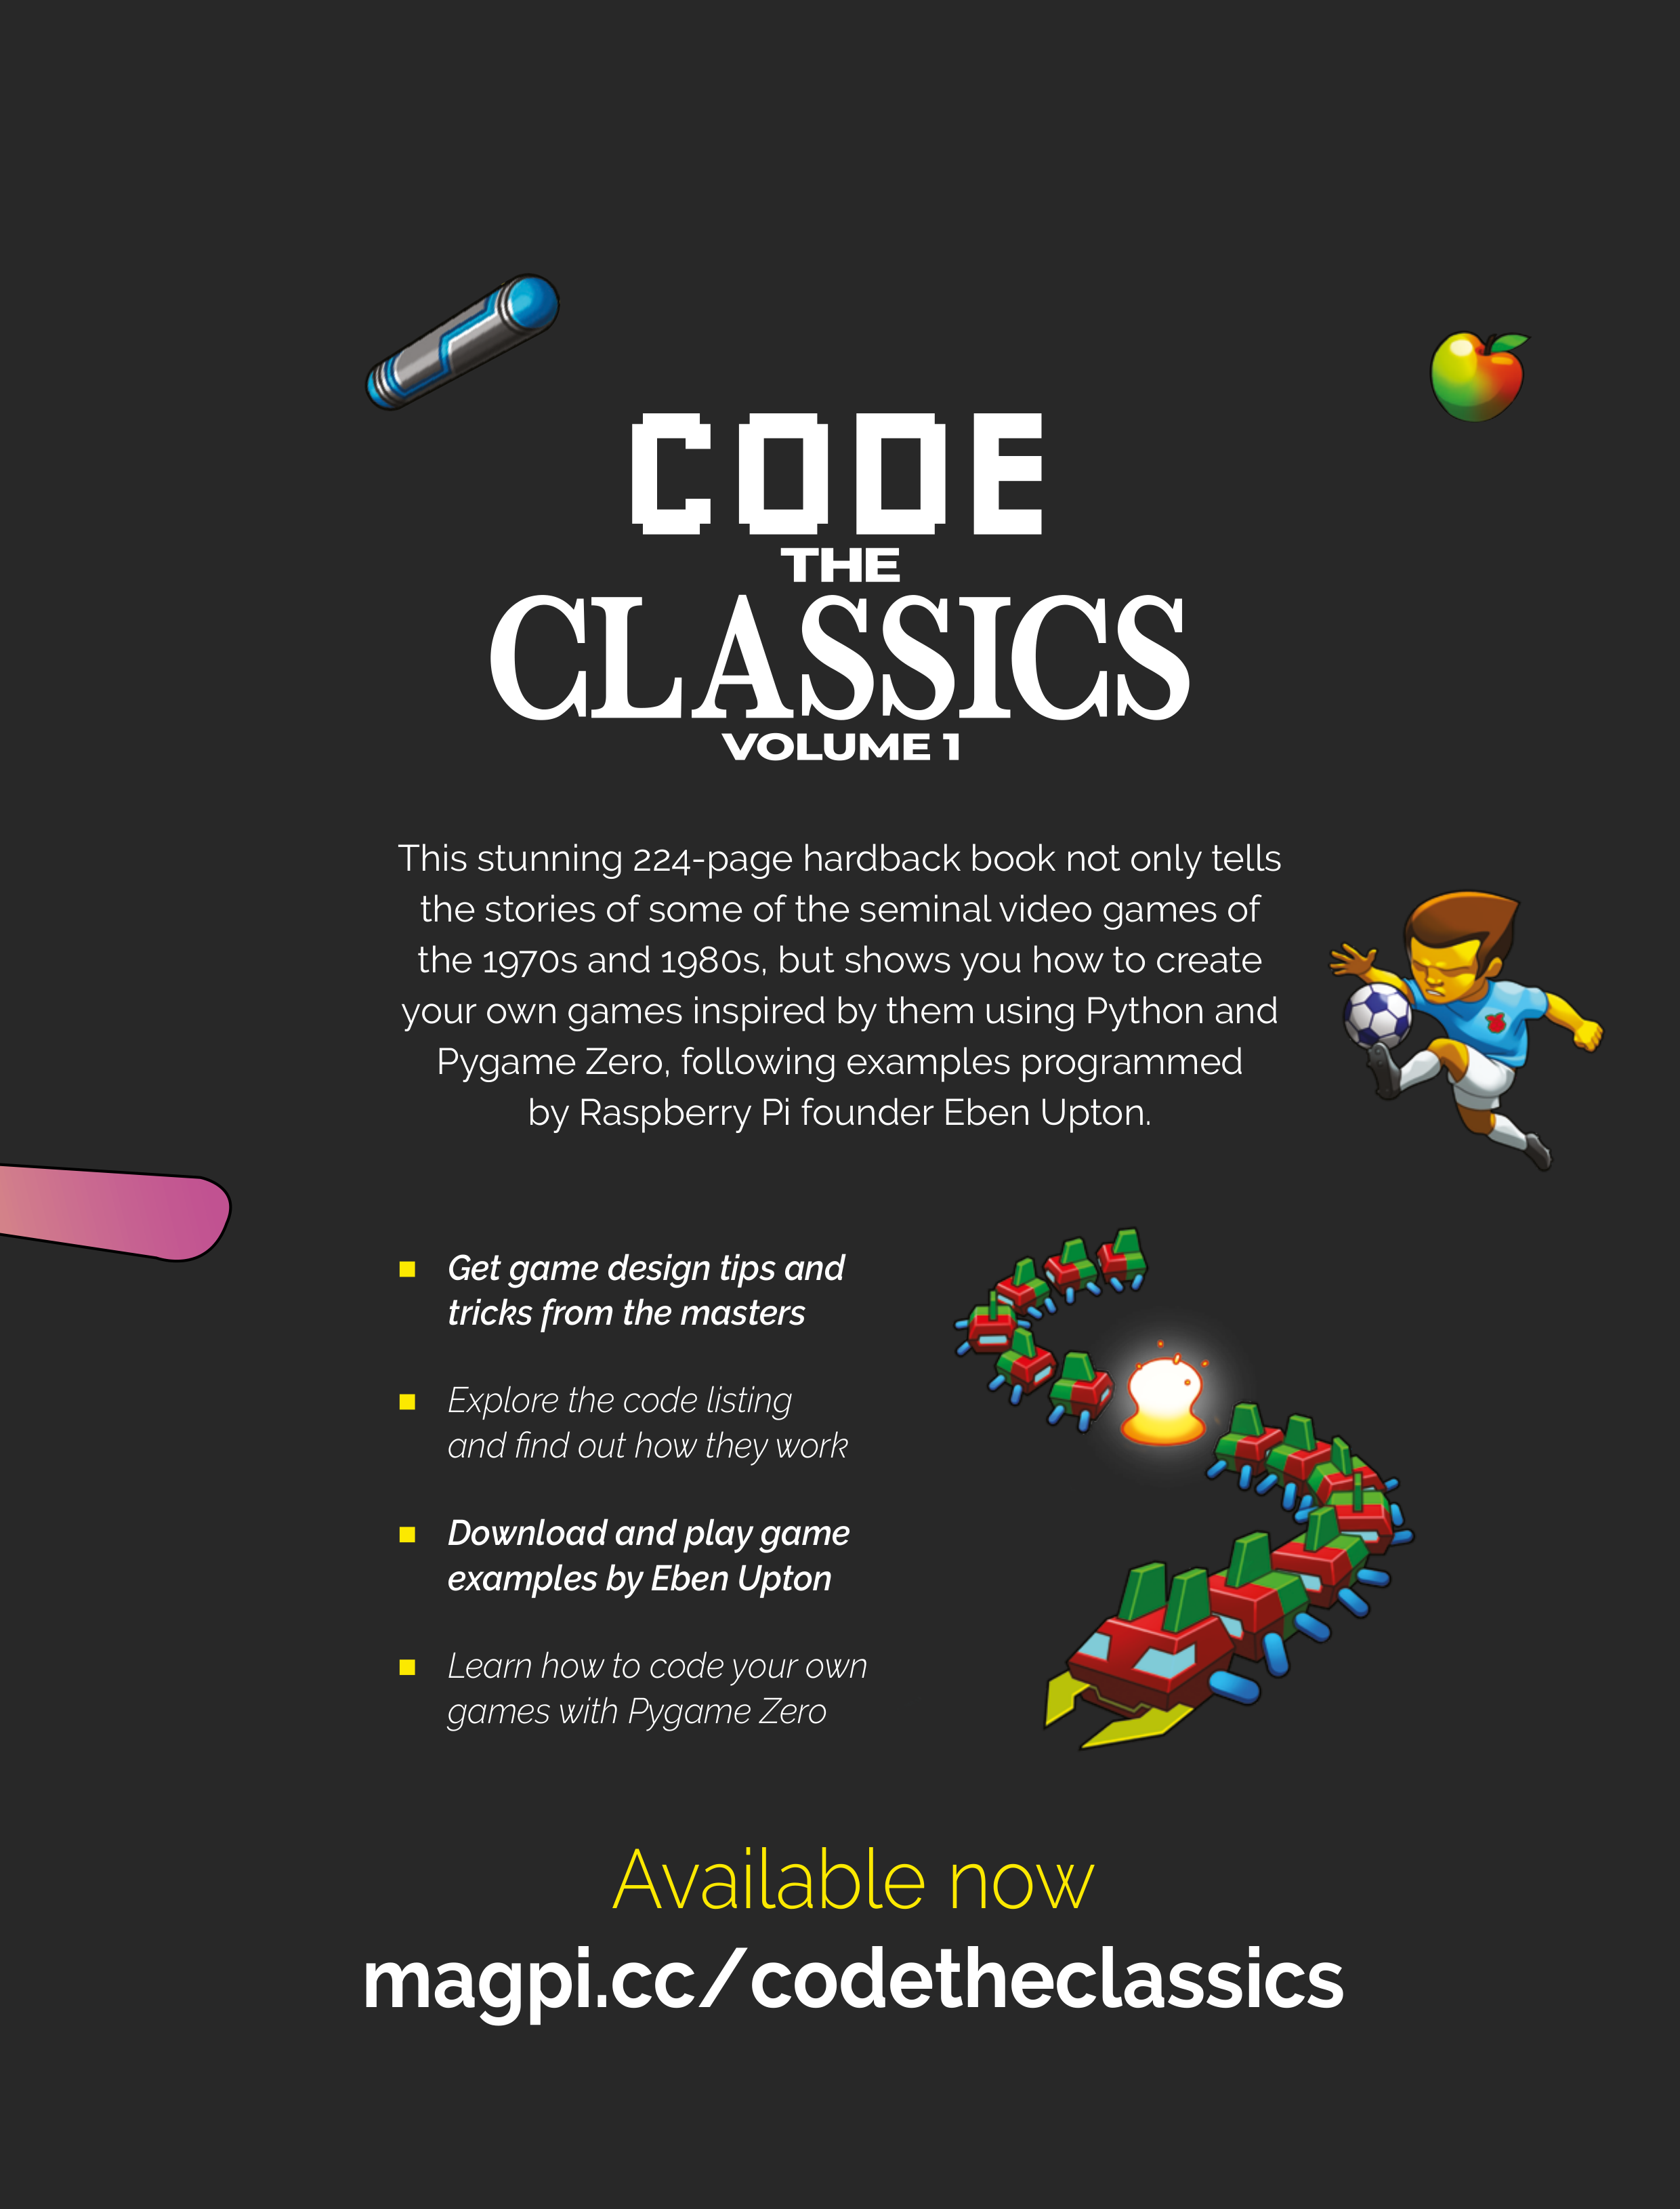 CODE
THE
CLASSICS
VOLUME 1
This stunning 224-page hardback book not only tells
the stories of some of the seminal video games of
the 1970s and 1980s, but shows you how to create
your own games inspired by them using Python and
Pygame Zero, following examples programmed
by Raspberry Pi founder Eben Upton.
Get game design tips and
tricks from the masters
Explore the code listing
and find out how they work
Download and play game
examples by Eben Upton
Learn how to code your own
games with Pygame Zero
Available now
magpi.cc/codetheclassics